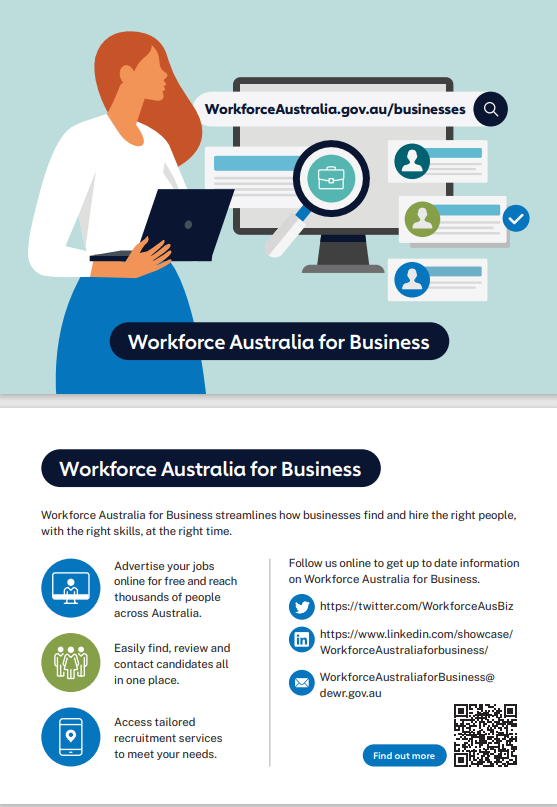 WorkforceAustralia.gov.au/businesses
Workforce Australia for Business
Workforce Australia for Business
Workforce Australia for Business streamlines how businesses find and hire the right people,
with the right skills, at the right time.
Advertise your jobs
online for free and reach
thousands of people
across Australia.
Easily find, review and
contact candidates all
in one place.
Access tailored
recruitment services
to meet your needs.
Follow us online to get up to date information
on Workforce Australia for Business.
https://twitter.com/WorkforceAusBiz
in
https://www.linkedin.com/showcase/
WorkforceAustraliaforbusiness/
WorkforceAustraliaforBusiness@
dewr.gov.au
Find out more